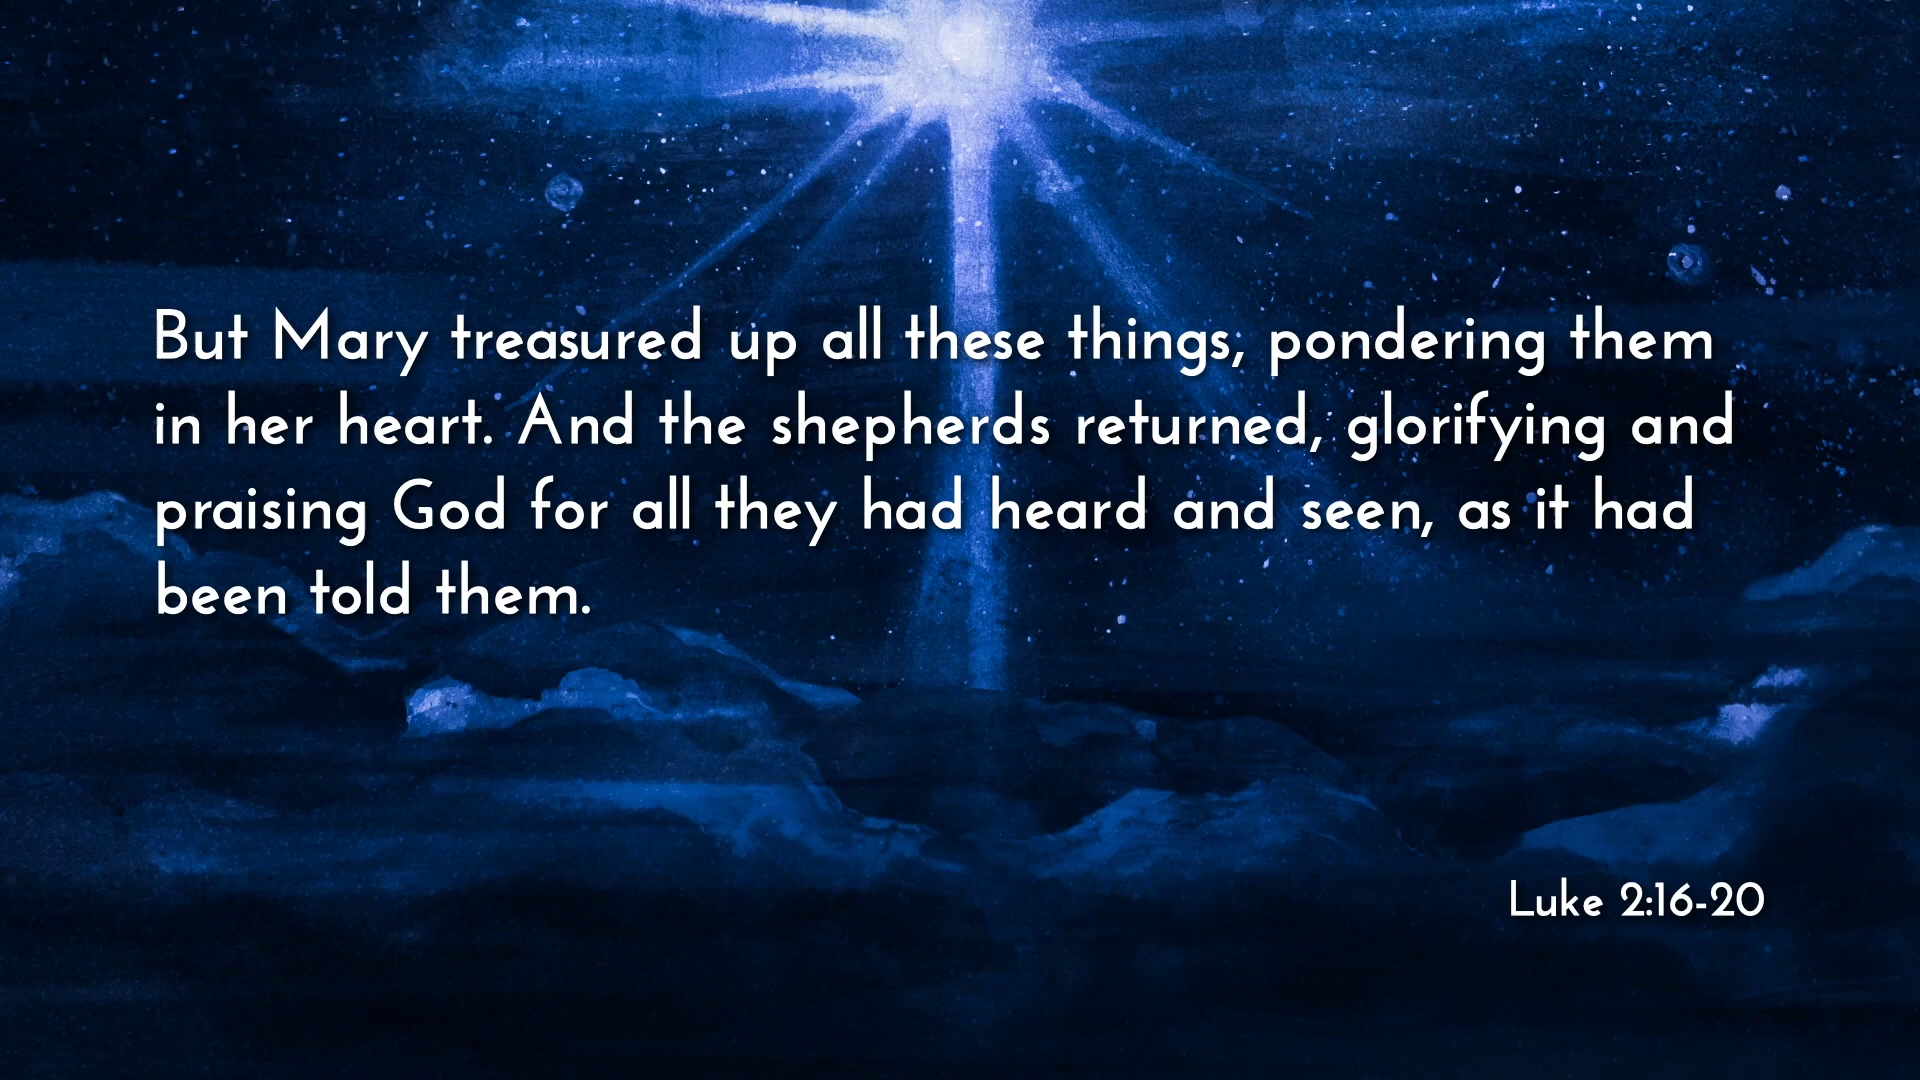 But Mary treasured up all these things, pondering them
in her heart. And the shepherds returned, glorifying and
praising God for all they had heard and seen, as it had
been told them.
Luke 2:16-20